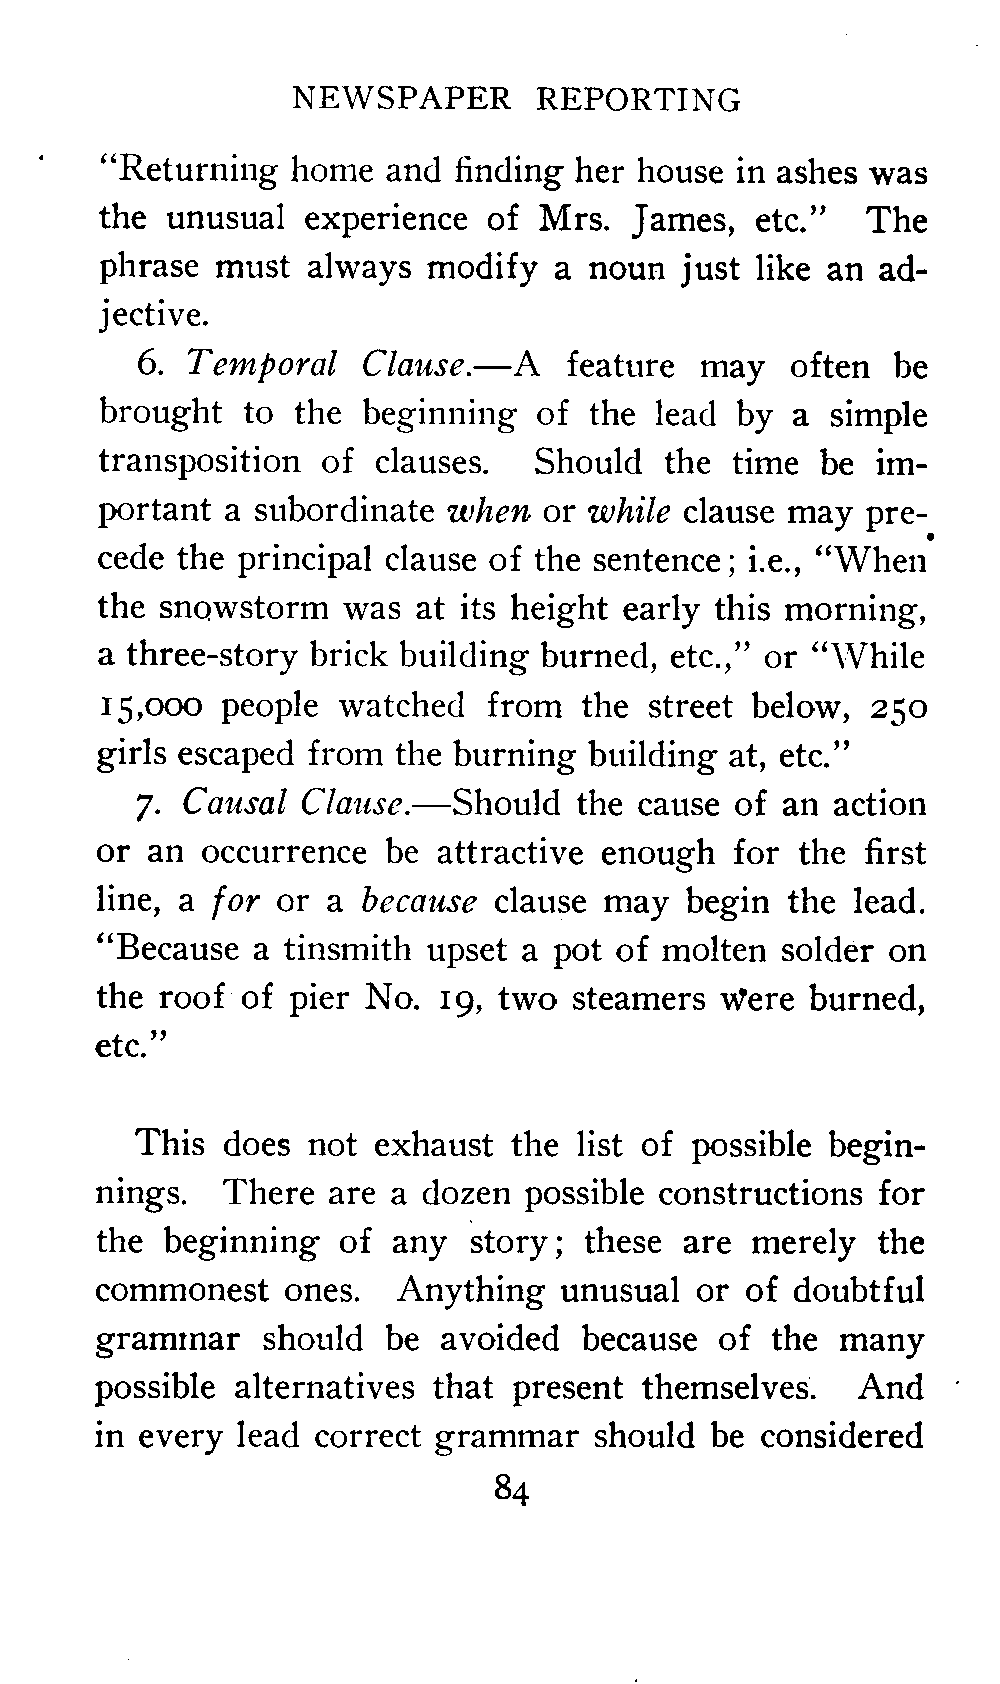 NEWSPAPER REPORTING
“Returning home and finding her house in ashes was
the unusual experience of Mrs. James, etc.” The
phrase must always modify a noun just like an ad-
jective.
6. Temporal Clause.—A feature may often be
brought to the beginning of the lead by a simple
transposition of clauses. Should the time be im-
portant a subordinate when or while clause may pre-
cede the principal clause of the sentence; i.e., “When
the snowstorm was at its height early this morning,
a three-story brick building burned, etc.,” or “While
15,000 people watched from the street below, 250
girls escaped from the burning building at, etc.”
7. Causal Clause.—Should the cause of an action
or an occurrence be attractive enough for the first
line, a for or a because clause may begin the lead.
“Because a tinsmith upset a pot of molten solder on
the roof of pier No. 19, two steamers were burned,
etc.”
This does not exhaust the list of possible begin-
nings. There are a dozen possible constructions for
the beginning of any story; these are merely the
commonest ones. Anything unusual or of doubtful
grammar should be avoided because of the many
possible alternatives that present themselves. And
in every lead correct grammar should be considered
84